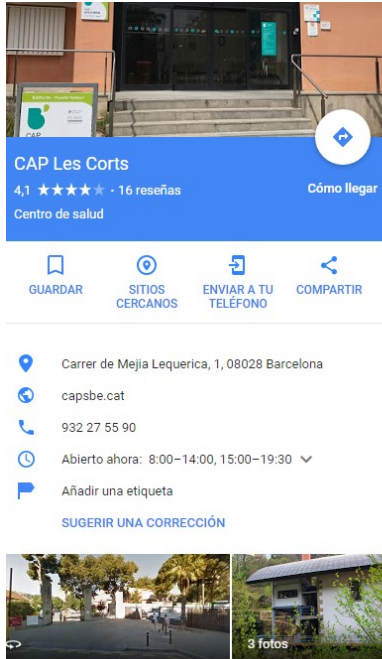 CAP
CAP Les Corts
4,1 ★★★★★ · 16 reseñas
Cómo llegar
Centro de salud
GUARDAR
SITIOS
CERCANOS
ENVIAR A TU
TELÉFONO
COMPARTIR
Carrer de Mejia Lequerica, 1, 08028 Barcelona
capsbe.cat
932 27 55 90
Abierto ahora: 8:00–14:00, 15:00–19:30
Añadir una etiqueta
SUGERIR UNA CORRECCIÓN
3 fotos